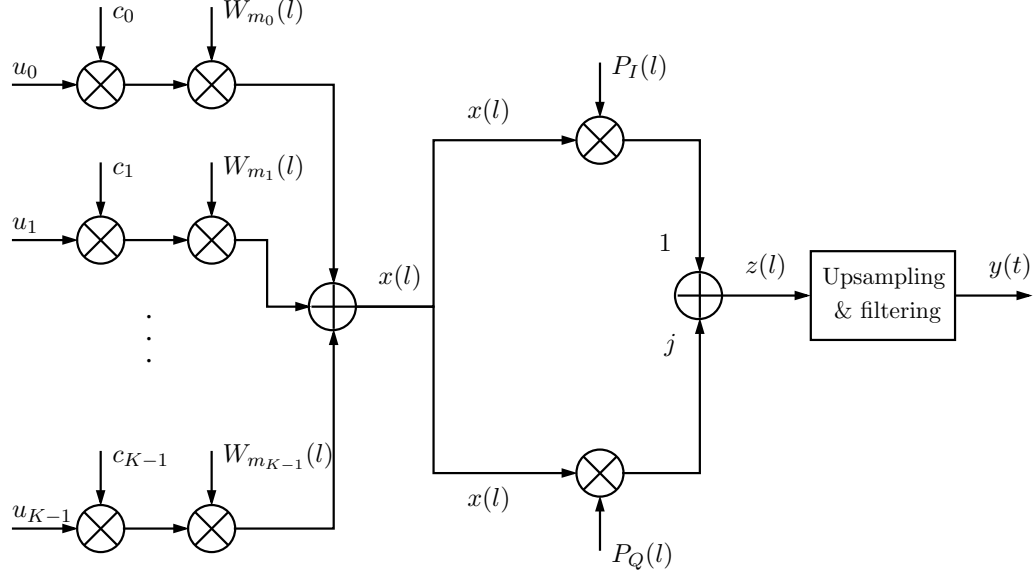 c_0
W_{m_0}(l)
u_0
P_I(l)
x(l)
c_1
W_{m_1}(l)
u_1
1
x(l)
z(l)
Upsampling
& filtering
y(t)
j
c_{K-1}
W_{m_{K-1}}(l)
u_{K-1}
x(l)
P_Q(l)